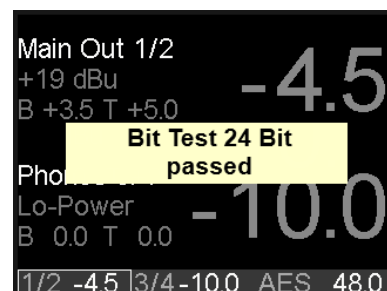 Main Out 1/2
+19 dBu
-4.5
B +3.5 T +5.0
Bit Test 24 Bit
passed
Lo-Power
-10.0
B 0.0 T 0.0
1/2 -4.5 3/4 -10.0 AES 48.0